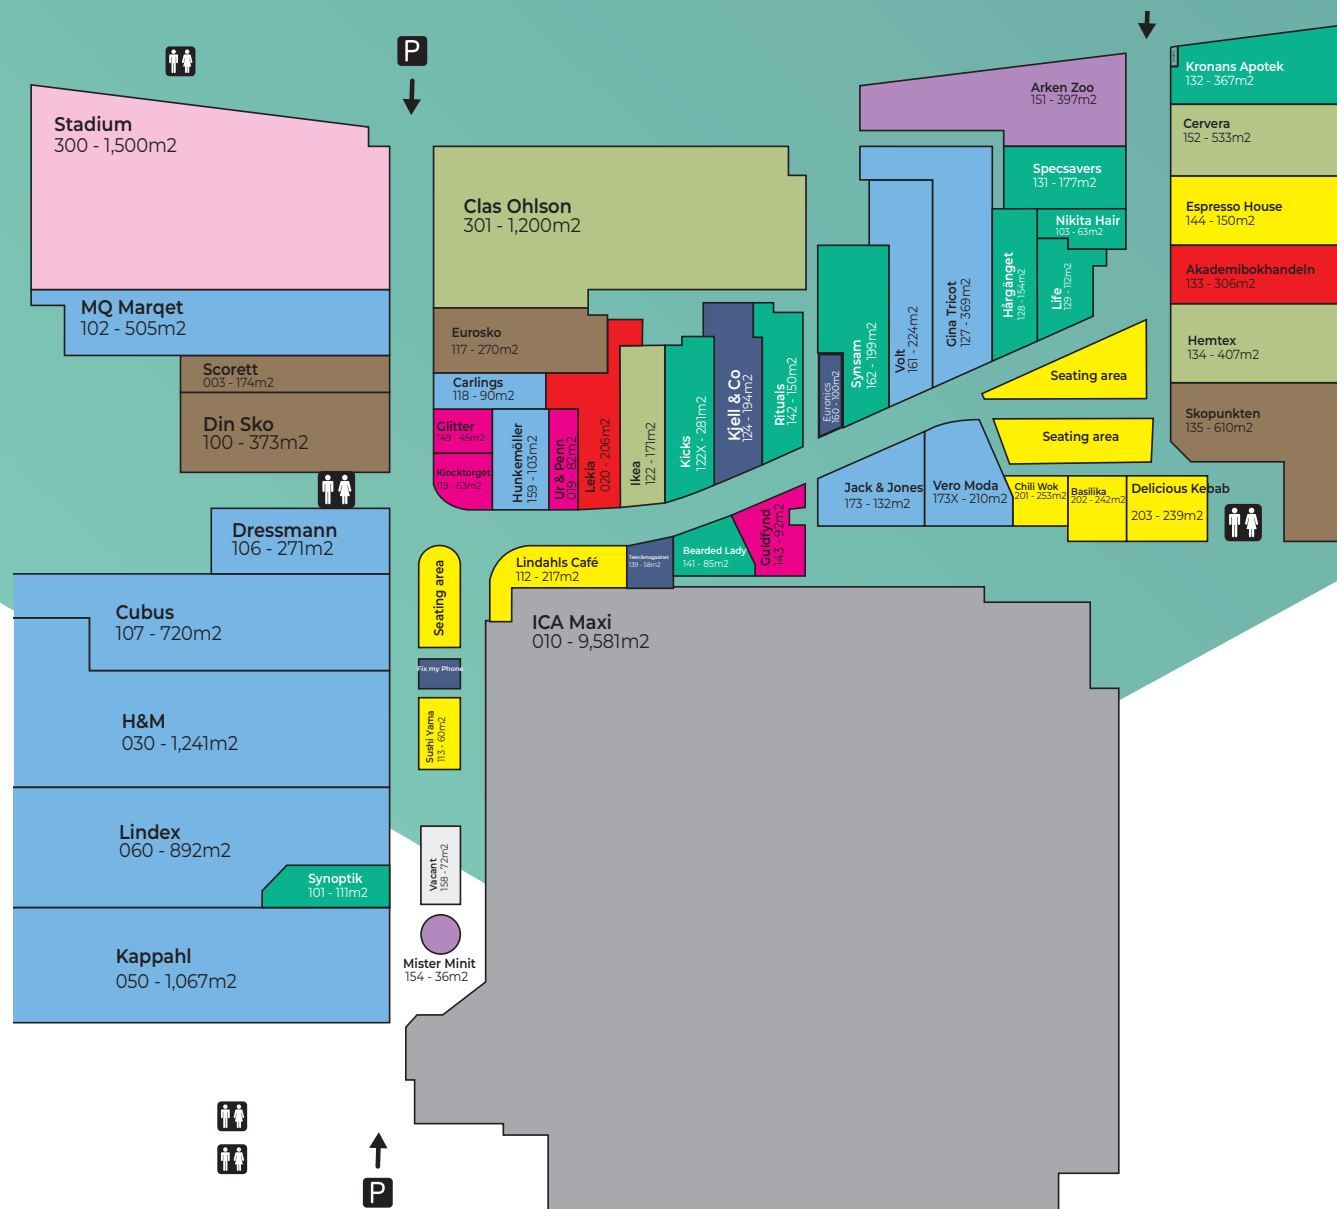 P
Stadium
300 - 1,500m2
MQ Marqet
102 - 505m2
Scorett
003 - 174m2
Din Sko
100 - 373m2
Dressmann
106 - 271m2
Cubus
107 - 720m2
H&M
030 - 1,241m2
Lindex
060 - 892m2
Synoptik
101 - 111m2
Kappahl
050 - 1,067m2
Clas Ohlson
301 - 1,200m2
Eurosko
117 - 270m2
Carlings
118 - 90m2
Glitter
149 - 45m2
Klocktorget
119 - 63m2
Hunkemöller
159 - 103m2
Ur & Penn
019 - 82m2
Lekia
020 - 206m2
Ikea
122 - 171m2
Kicks
122X - 281m2
Kjell & Co
124 - 194m2
Rituals
142 - 150m2
Euronics
160 - 100m2
Synsam
162 - 199m2
Volt
161 - 224m2
Gina Tricot
127 - 369m2
Hårgänget
128 - 154m2
Life
129 - 112m2
Arken Zoo
151 - 397m2
Specsavers
131 - 177m2
Nikita Hair
103 - 63m2
Kronans Apotek
132 - 367m2
Cervera
152 - 533m2
Espresso House
144 - 150m2
Akademibokhandeln
133 - 306m2
Hemtex
134 - 407m2
Skopunkten
135 - 610m2
Seating area
Seating area
Jack & Jones
173 - 132m2
Vero Moda
173X - 210m2
Chili Wok
201 - 253m2
Basilika
202 - 242m2
Delicious Kebab
203 - 239m2
Seating area
Fix my Phone
Sushi Yama
113 - 60m2
Vacant
158 - 72m2
Mister Minit
154 - 36m2
Lindahls Café
112 - 217m2
Teknikmagasinet
139 - 58m2
Bearded Lady
141 - 85m2
Guldfynd
143 - 92m2
ICA Maxi
010 - 9,581m2
P